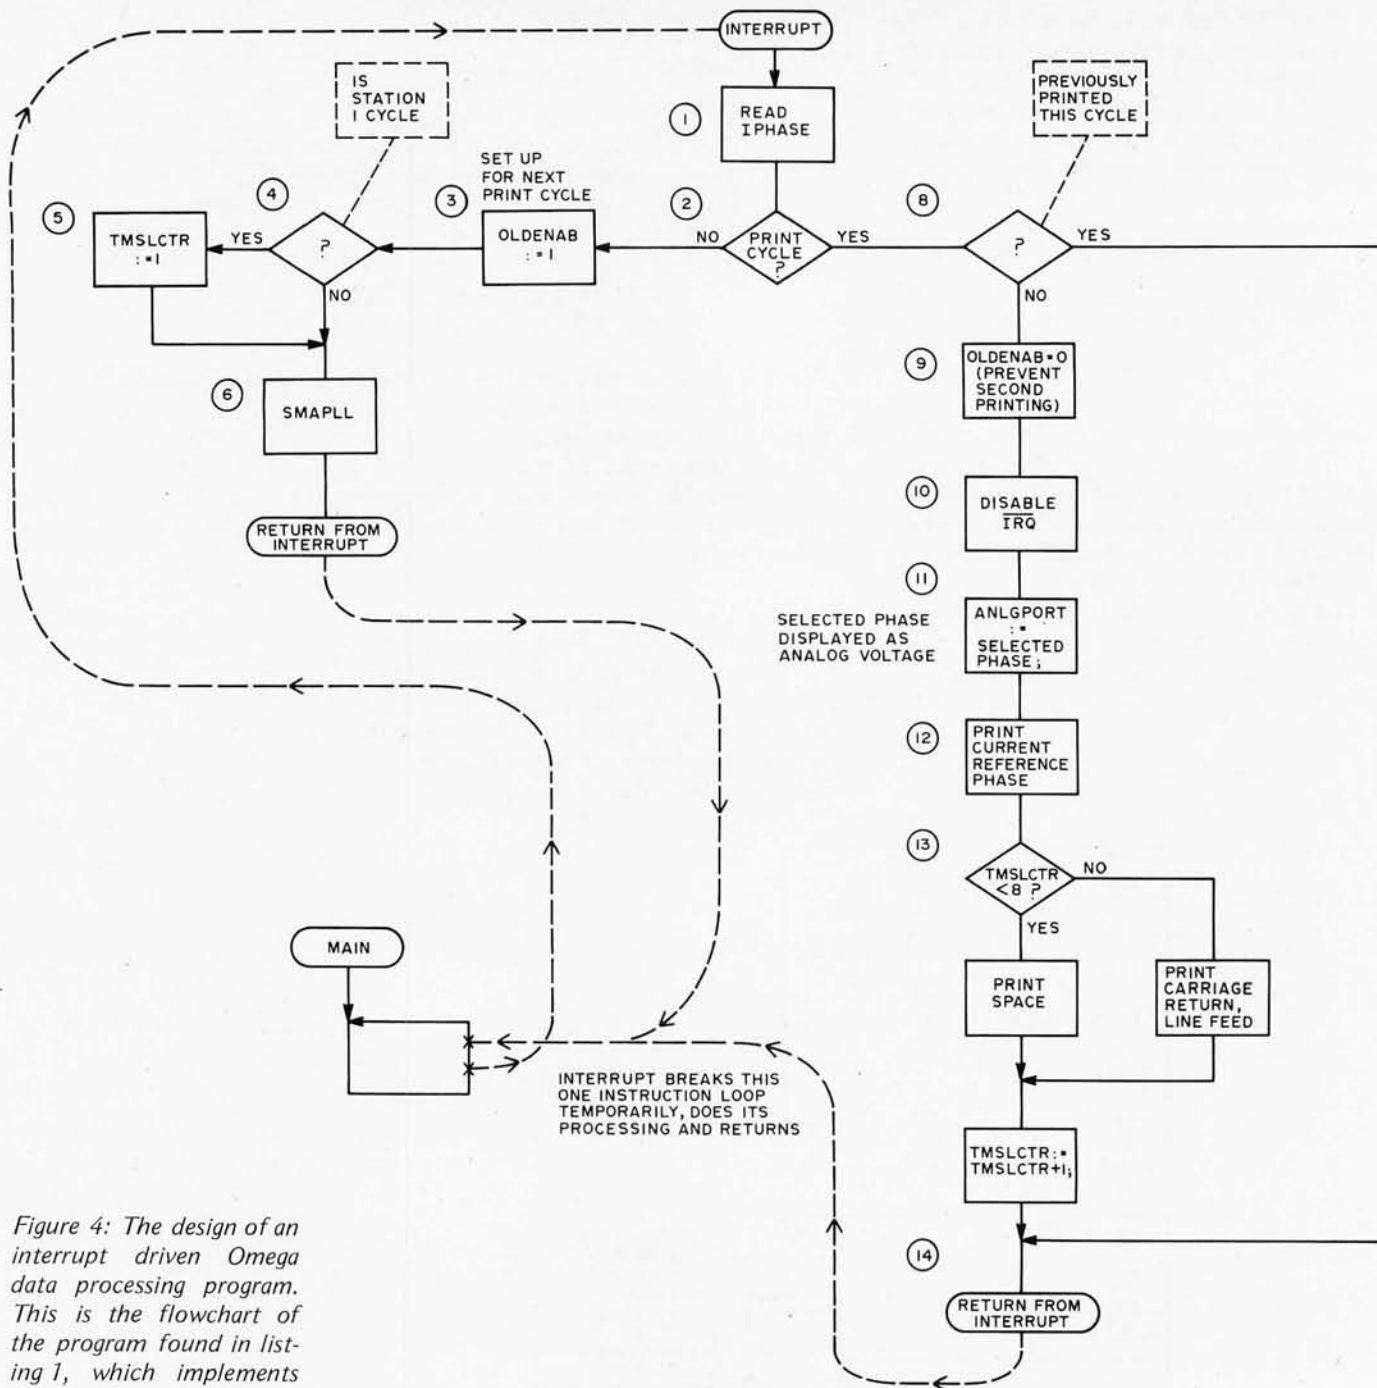 INTERRUPT
IS
STATION
1 CYCLE
PREVIOUSLY
PRINTED
THIS CYCLE
1
READ
IPHASE
SET UP
FOR NEXT
PRINT CYCLE
5
4
3
2
8
TMSLCTR
:=1
YES
?
NO
OLDENAB
:=1
NO
PRINT
CYCLE
?
YES
?
YES
NO
9
OLDENAB=0
(PREVENT
SECOND
PRINTING)
6
SMAPLL
10
DISABLE
IRQ
RETURN FROM
INTERRUPT
11
SELECTED PHASE
DISPLAYED AS
ANALOG VOLTAGE
ANLGPORT
:=
SELECTED
PHASE;
12
PRINT
CURRENT
REFERENCE
PHASE
13
TMSLCTR
<8 ?
NO
YES
MAIN
PRINT
SPACE
PRINT
CARRIAGE
RETURN,
LINE FEED
INTERRUPT BREAKS THIS
ONE INSTRUCTION LOOP
TEMPORARILY, DOES ITS
PROCESSING AND RETURNS
TMSLCTR:=
TMSLCTR+1;
14
RETURN FROM
INTERRUPT
Figure 4: The design of an
interrupt driven Omega
data processing program.
This is the flowchart of
the program found in list-
ing 1, which implements